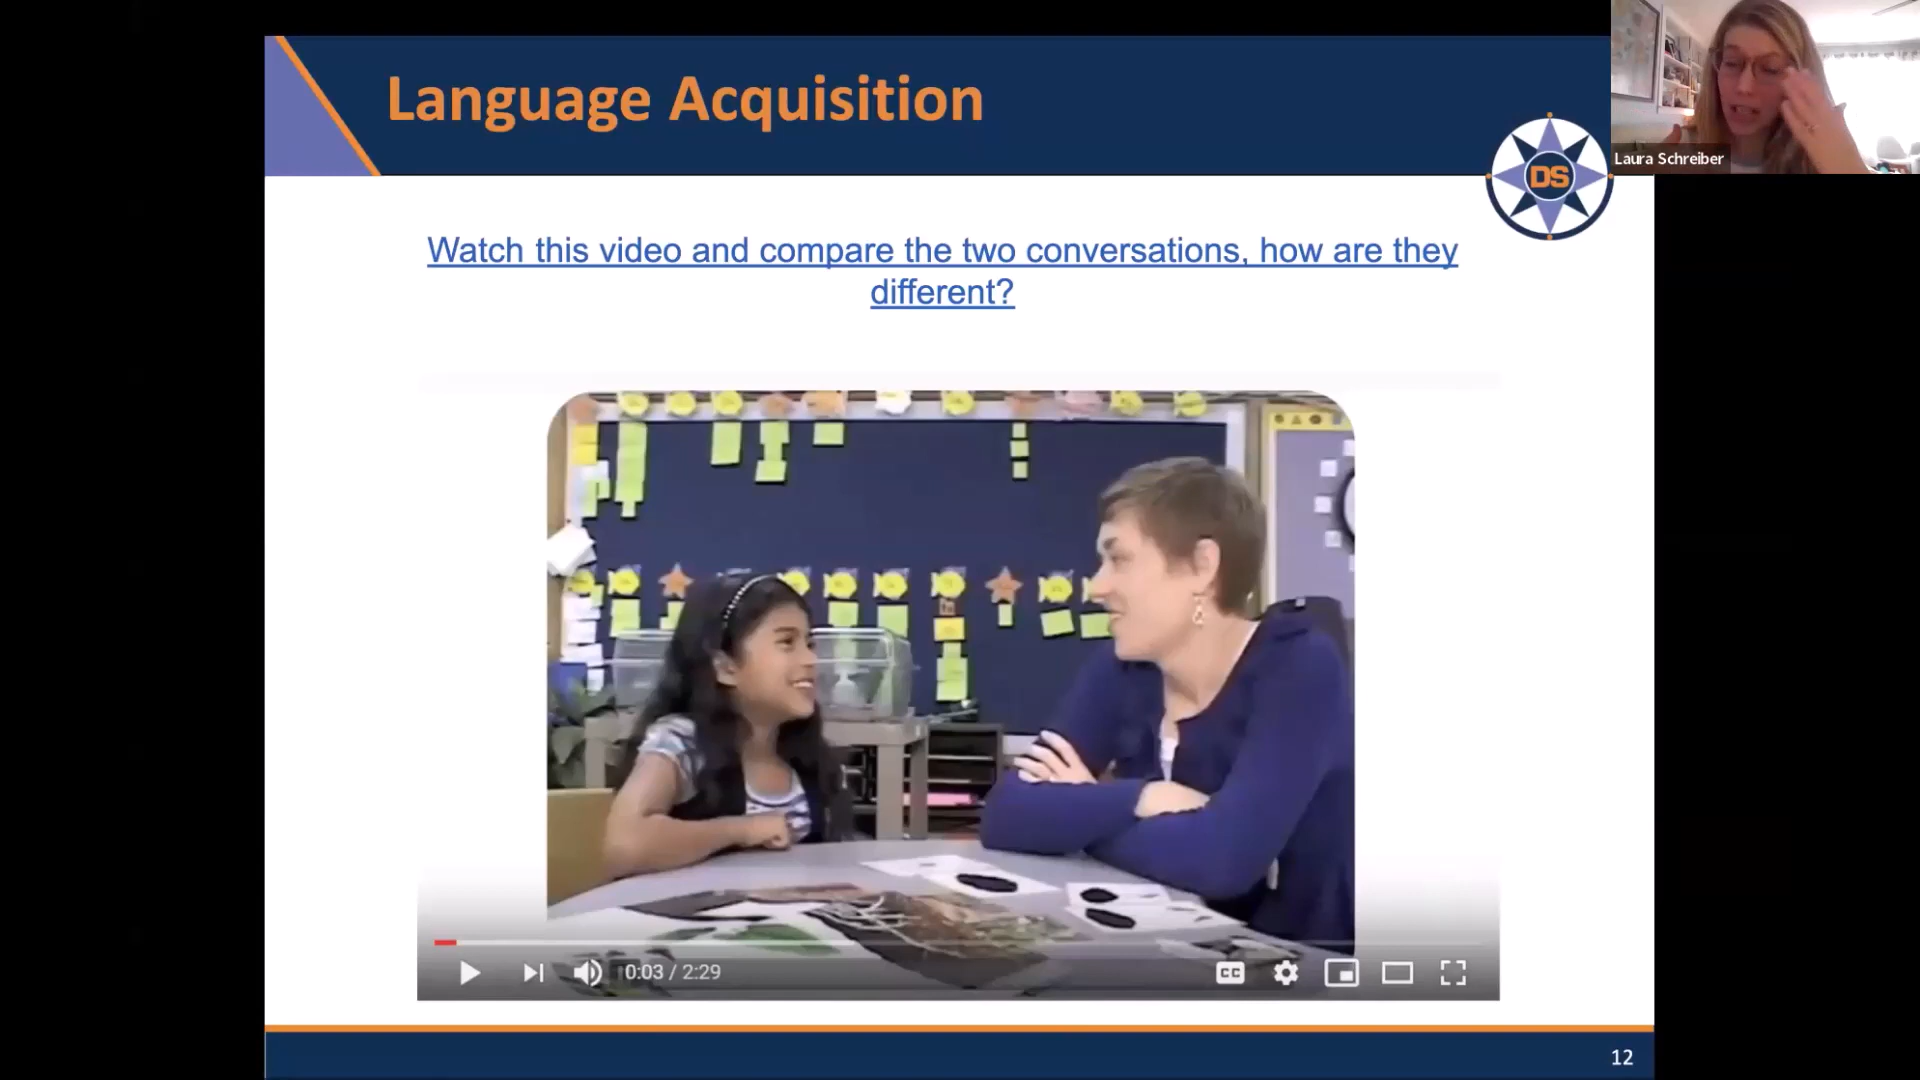 Language Acquisition
Laura Schreiber
DS
Watch this video and compare the two conversations, how are they
different?
0:03 / 2:29
CC
12